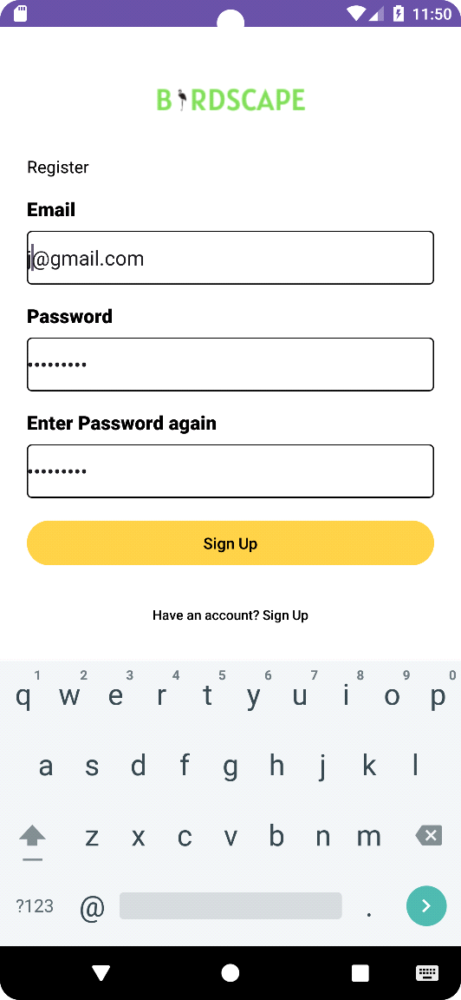 11:50
BIRDSCAPE
Register
Email
j@gmail.com
Password
•••••••••
Enter Password again
•••••••••
Sign Up
Have an account? Sign Up
1 2 3 4 5 6 7 8 9 0
q w e r t y u i o p
a s d f g h j k l
z x c v b n m
?123 @ .